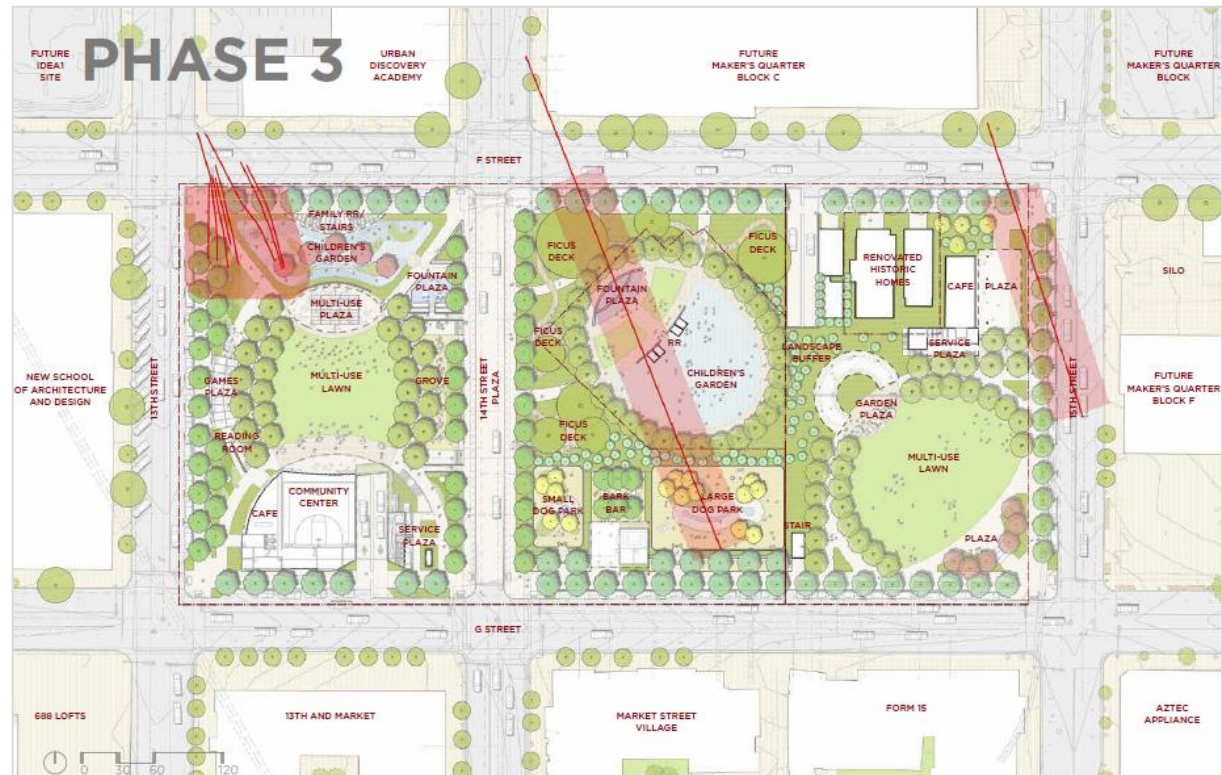 PHASE 3
FUTURE
IDEA1
SITE
URBAN
DISCOVERY
ACADEMY
FUTURE
MAKER'S QUARTER
BLOCK C
FUTURE
MAKER'S QUARTER
BLOCK
F STREET
FAMILY RR/
STAIRS
CHILDREN'S
GARDEN
FOUNTAIN
PLAZA
MULTI-USE
PLAZA
MULTI-USE
LAWN
GAMES
PLAZA
GROVE
READING
ROOM
COMMUNITY
CENTER
CAFE
SERVICE
PLAZA
NEW SCHOOL
OF ARCHITECTURE
AND DESIGN
13TH STREET
14TH STREET
PLAZA
FICUS
DECK
FICUS
DECK
FOUNTAIN
PLAZA
FICUS
DECK
RR
CHILDREN'S
GARDEN
FICUS
DECK
SMALL
DOG PARK
BARK
BAR
LARGE
DOG PARK
RENOVATED
HISTORIC
HOMES
CAFE
PLAZA
LANDSCAPE
BUFFER
SERVICE
PLAZA
GARDEN
PLAZA
MULTI-USE
LAWN
STAIR
PLAZA
15TH STREET
SILO
FUTURE
MAKER'S QUARTER
BLOCK F
G STREET
688 LOFTS
13TH AND MARKET
MARKET STREET
VILLAGE
FORM 15
AZTEC
APPLIANCE
0 30 60 120